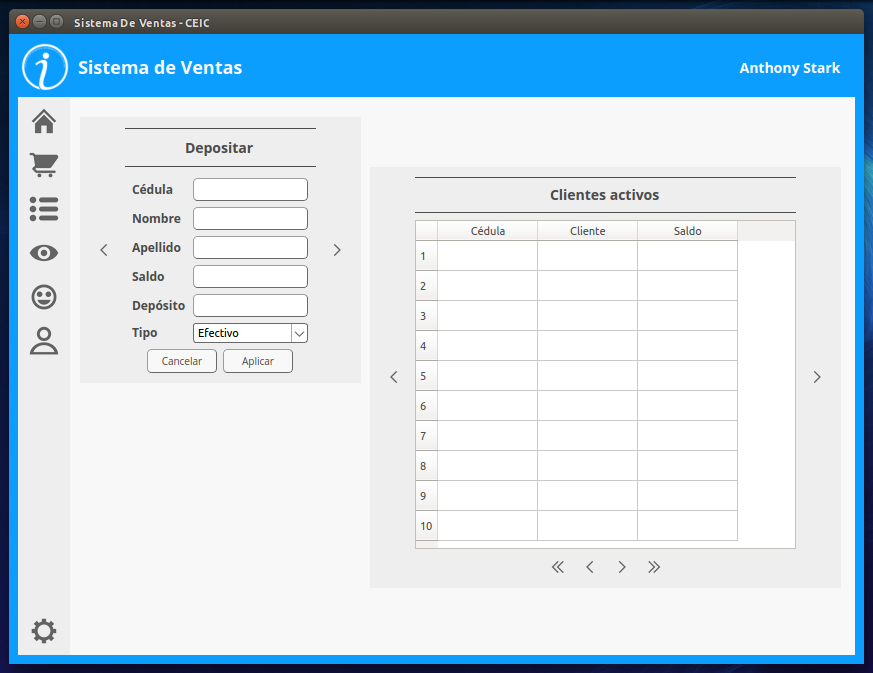 Sistema De Ventas - CEIC
Sistema de Ventas
Anthony Stark
Depositar
Cédula
Nombre
Apellido
Saldo
Depósito
Tipo Efectivo
Cancelar Aplicar
Clientes activos
Cédula Cliente Saldo
1
2
3
4
5
6
7
8
9
10